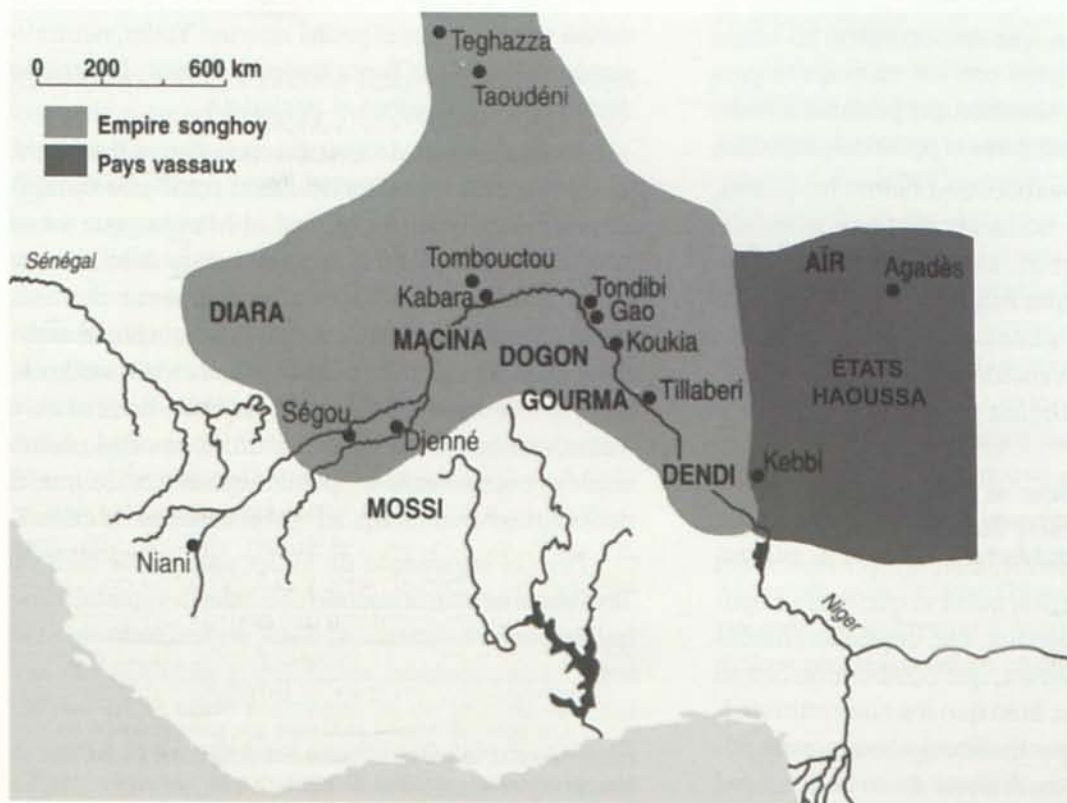 Teghazza
0 200 600 km
Taoudéni
Empire songhoy
Pays vassaux
Sénégal
Tombouctou
AÏR
Agadès
DIARA
Kabara
Tondibi
Gao
MACINA
DOGON
Koukia
ÉTATS
HAOUSSA
GOURMA
Tillaberi
Ségou
Djenné
DENDI
Kebbi
MOSSI
Niani
Niger